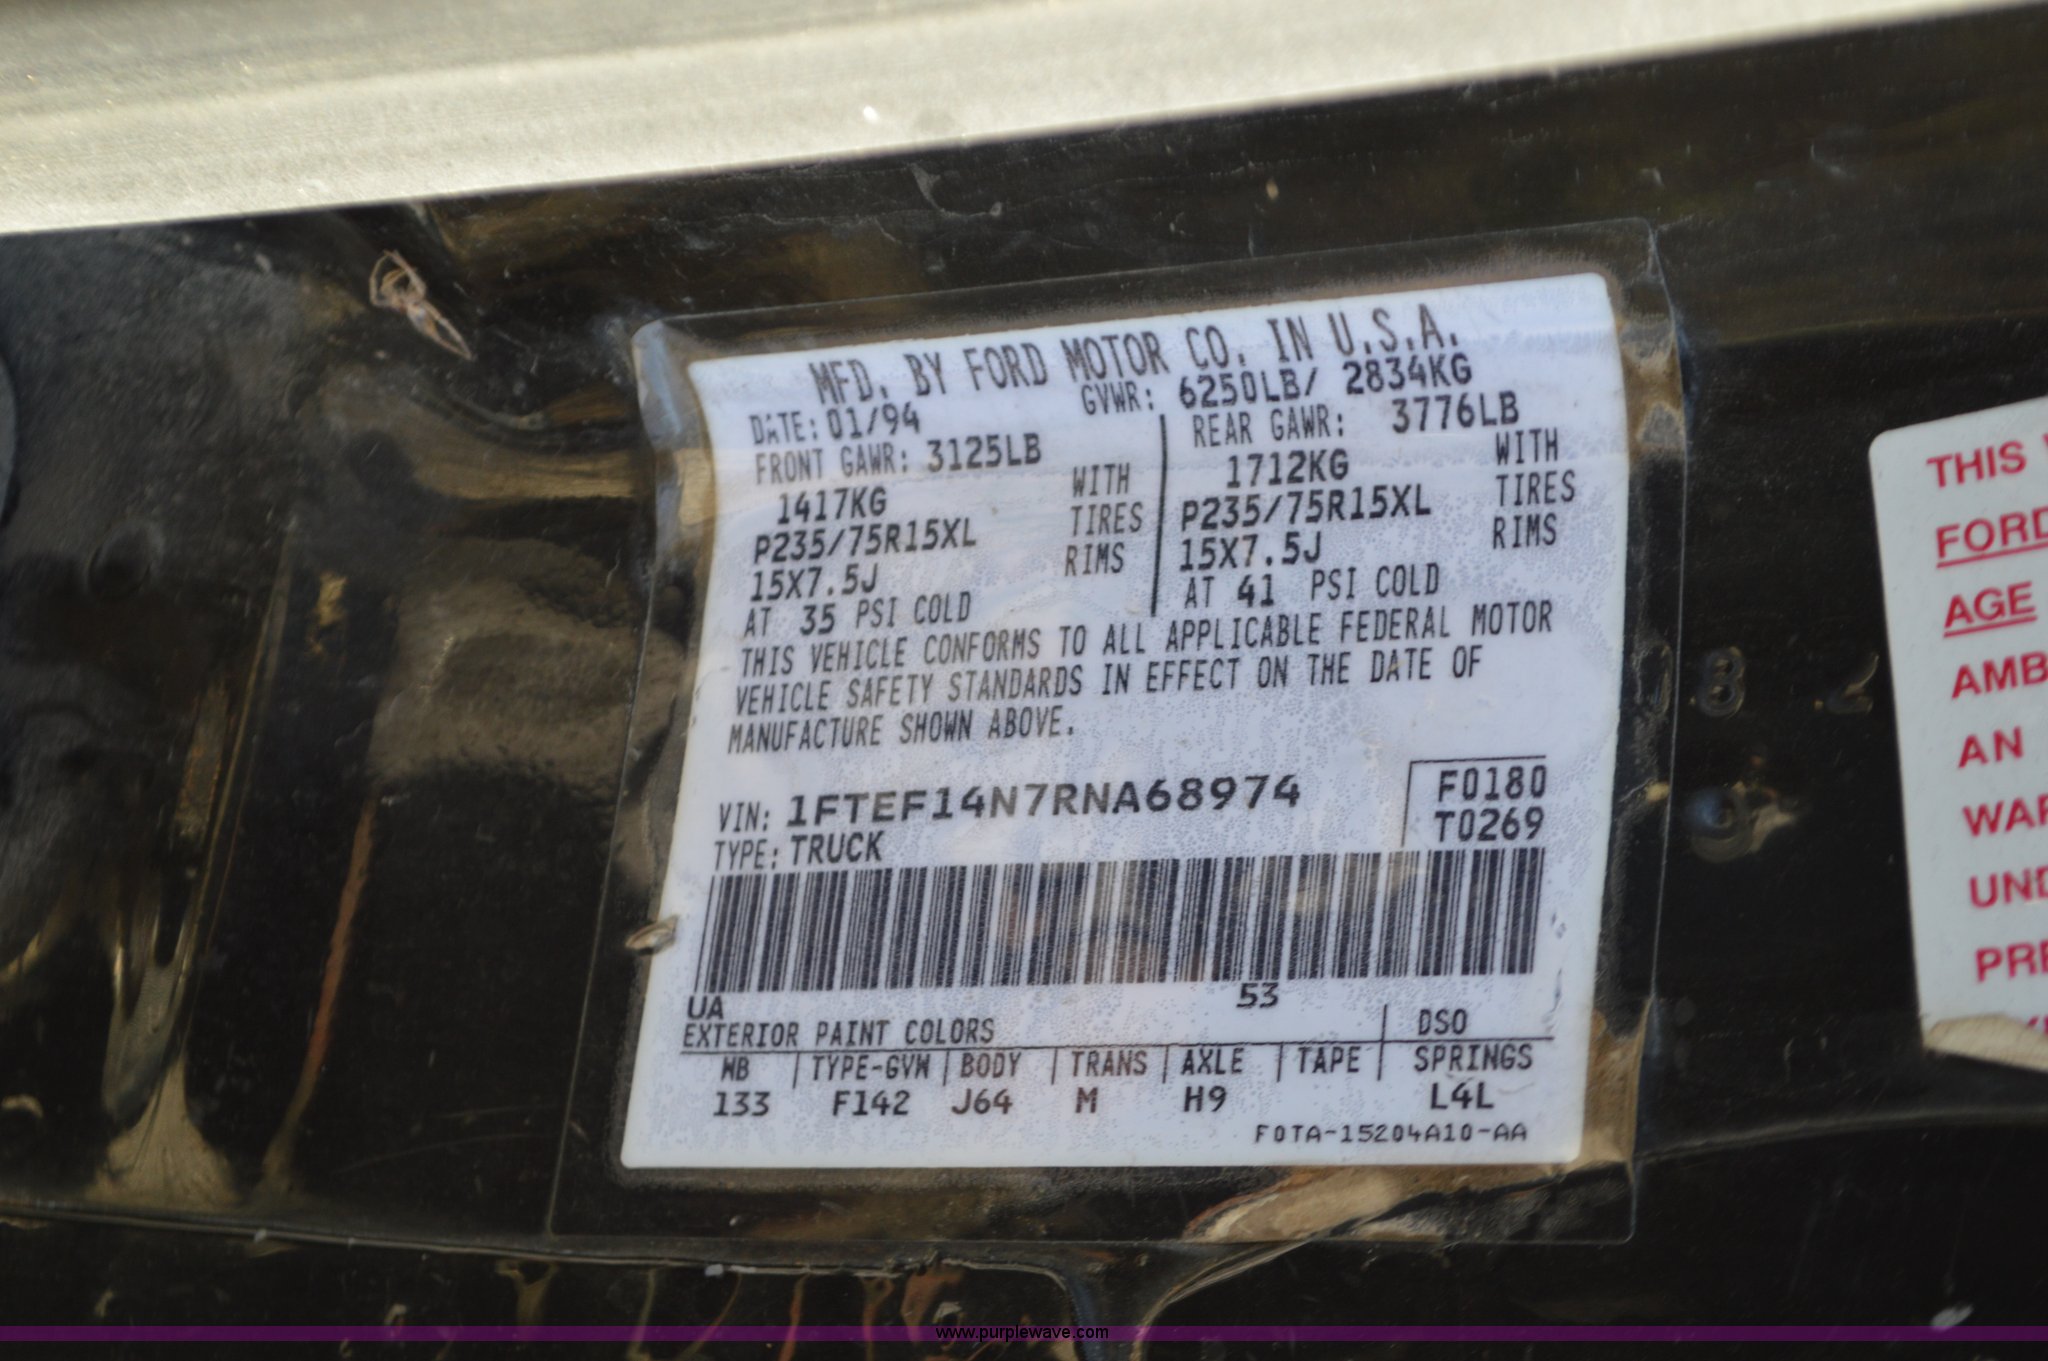 MFD. BY FORD MOTOR CO. IN U.S.A.
DATE: 01/94 GVWR: 6250LB/ 2834KG
FRONT GAWR: 3125LB REAR GAWR: 3776LB
1417KG WITH 1712KG WITH
P235/75R15XL TIRES P235/75R15XL TIRES
15X7.5J RIMS 15X7.5J RIMS
AT 35 PSI COLD AT 41 PSI COLD
THIS VEHICLE CONFORMS TO ALL APPLICABLE FEDERAL MOTOR
VEHICLE SAFETY STANDARDS IN EFFECT ON THE DATE OF
MANUFACTURE SHOWN ABOVE.
VIN: 1FTEF14N7RNA68974 F0180
TYPE: TRUCK T0269
UA 53
EXTERIOR PAINT COLORS DSO
WB TYPE-GVW BODY TRANS AXLE TAPE SPRINGS
133 F142 J64 M H9 L4L
F0TA-15204A10-AA
THIS
FORD
AGE
AMB
AN
WAR
UND
PRE
www.purplewave.com